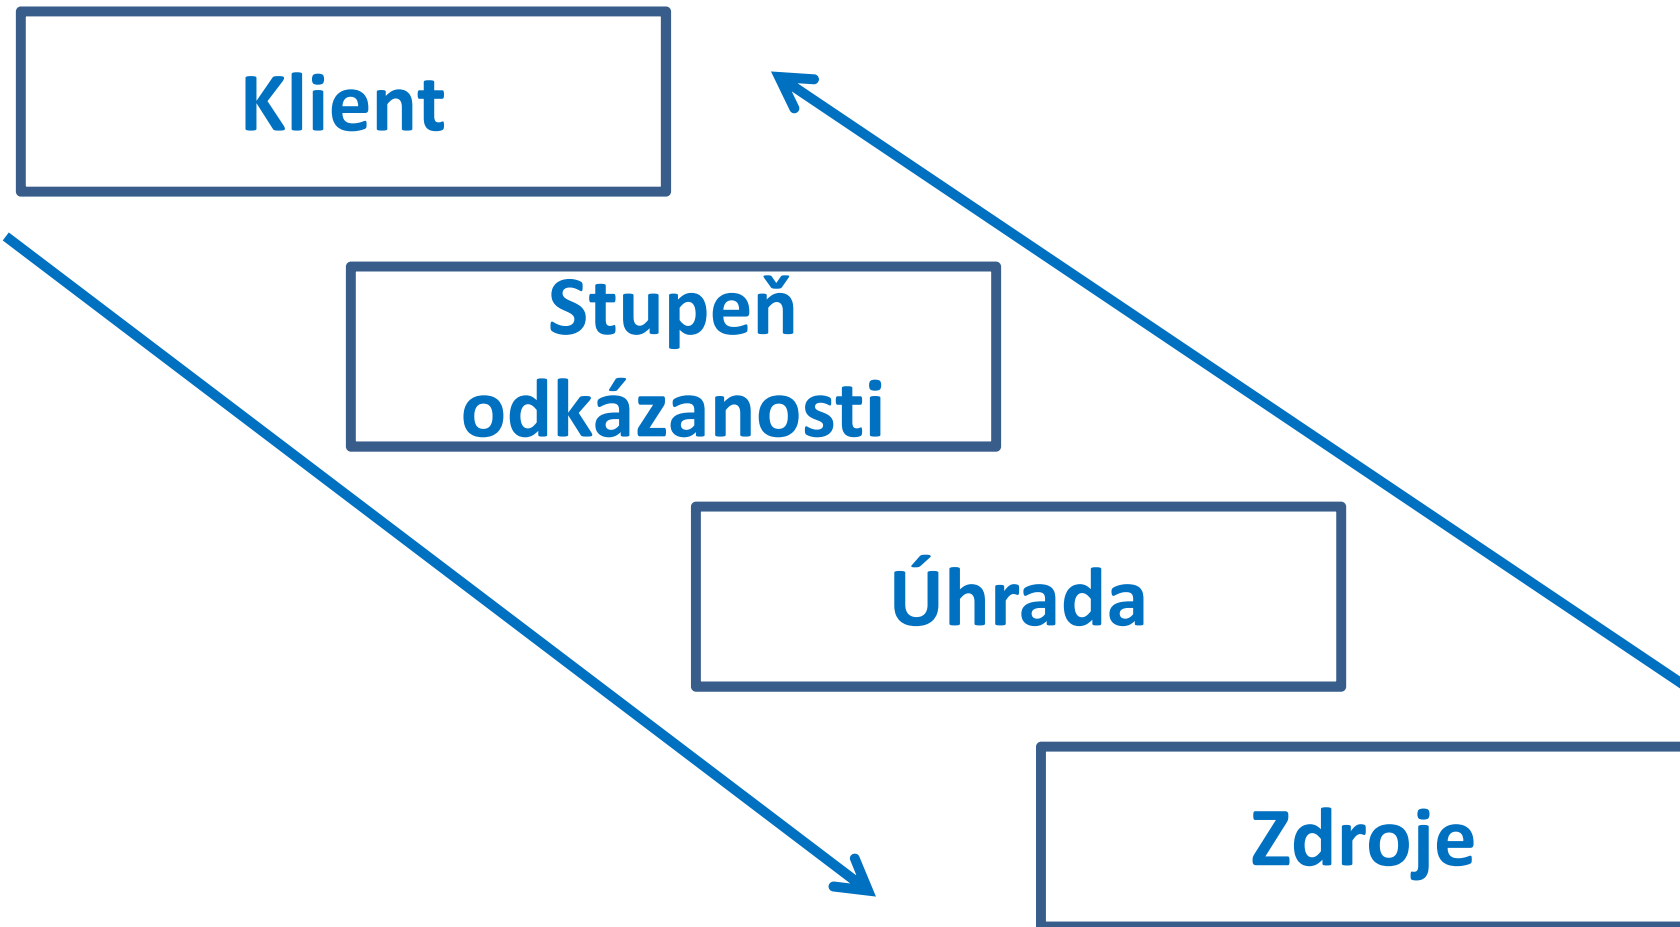 Klient
Stupeň
odkázanosti
Úhrada
Zdroje